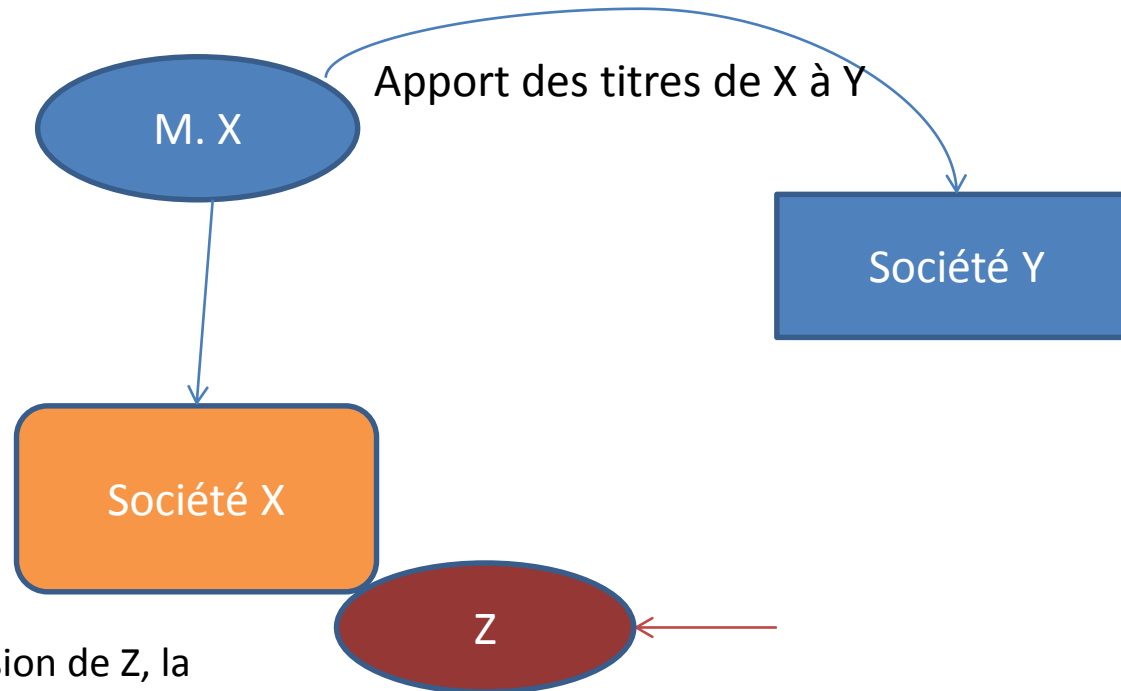 Apport des titres de X à Y
M. X
Société Y
Société X
Z
de Z, la